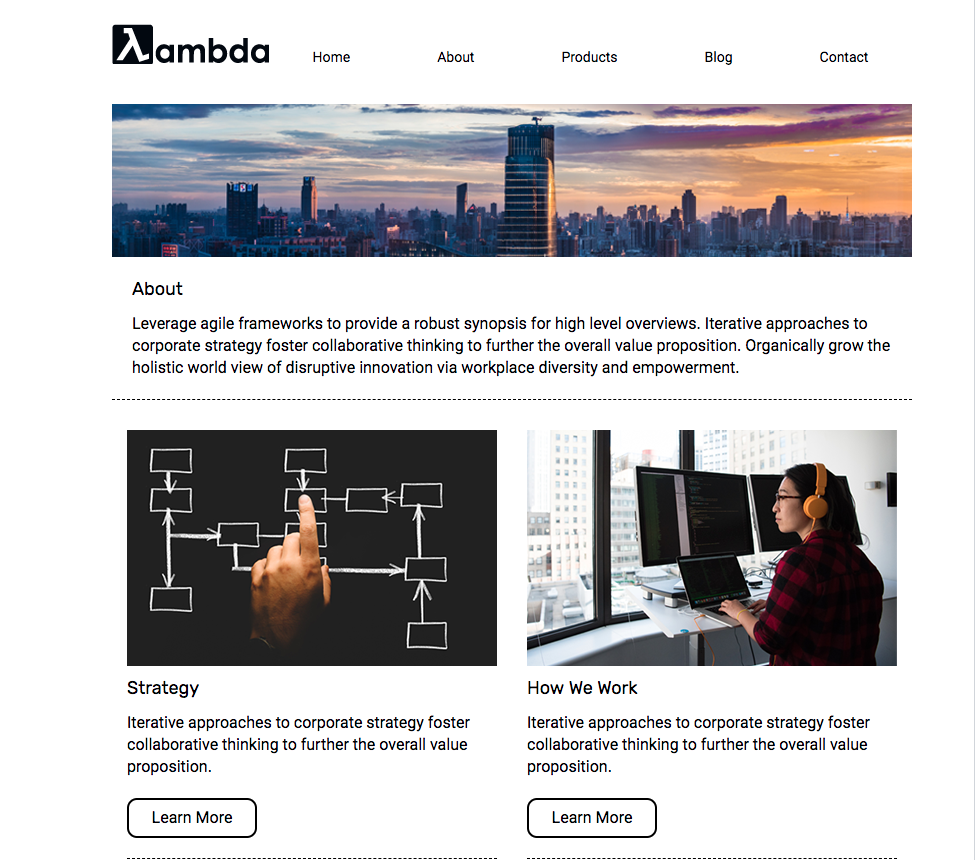 λambda
Home About Products Blog Contact
About
Leverage agile frameworks to provide a robust synopsis for high level overviews. Iterative approaches to
corporate strategy foster collaborative thinking to further the overall value proposition. Organically grow the
holistic world view of disruptive innovation via workplace diversity and empowerment.
Strategy
Iterative approaches to corporate strategy foster
collaborative thinking to further the overall value
proposition.
Learn More
How We Work
Iterative approaches to corporate strategy foster
collaborative thinking to further the overall value
proposition.
Learn More